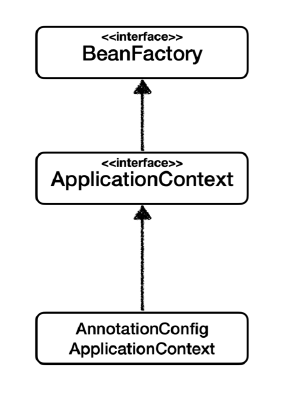 <<interface>>
BeanFactory
<<interface>>
ApplicationContext
AnnotationConfig
ApplicationContext